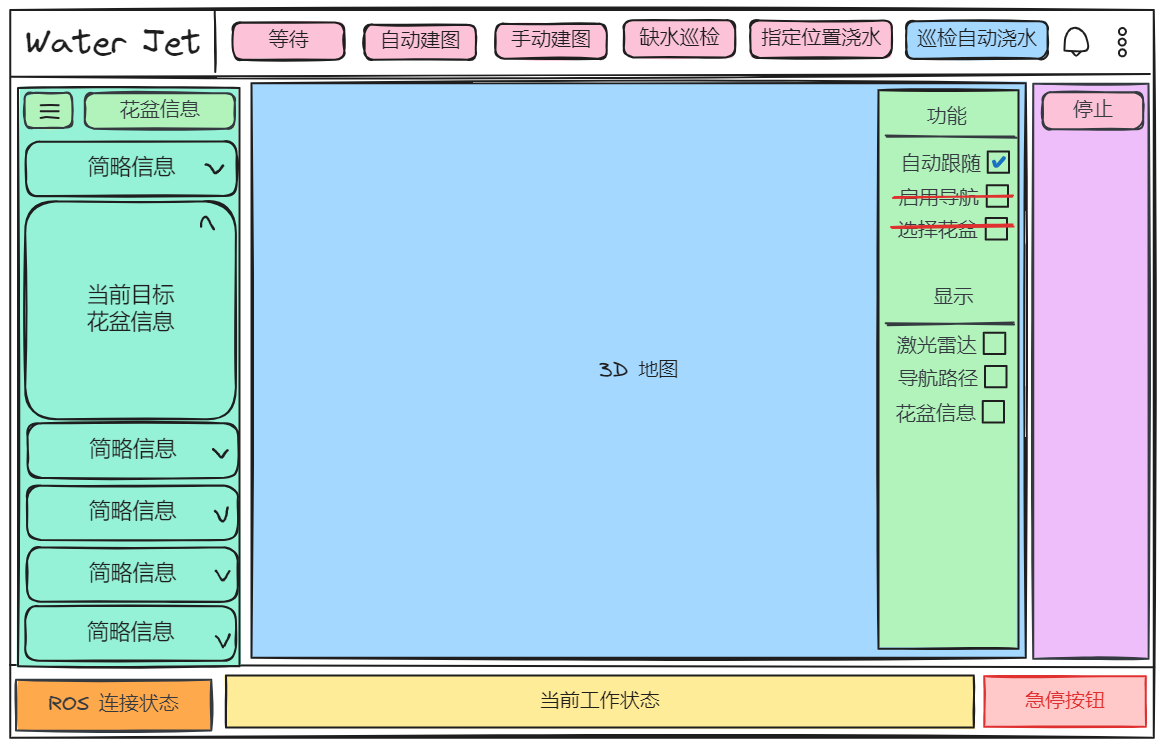 Water Jet
等待
自动建图
手动建图
缺水巡检
指定位置浇水
巡检自动浇水
花盆信息
简略信息
当前目标
花盆信息
简略信息
简略信息
简略信息
简略信息
3D 地图
功能
自动跟随
启用导航
选择花盆
显示
激光雷达
导航路径
花盆信息
停止
ROS 连接状态
当前工作状态
急停按钮